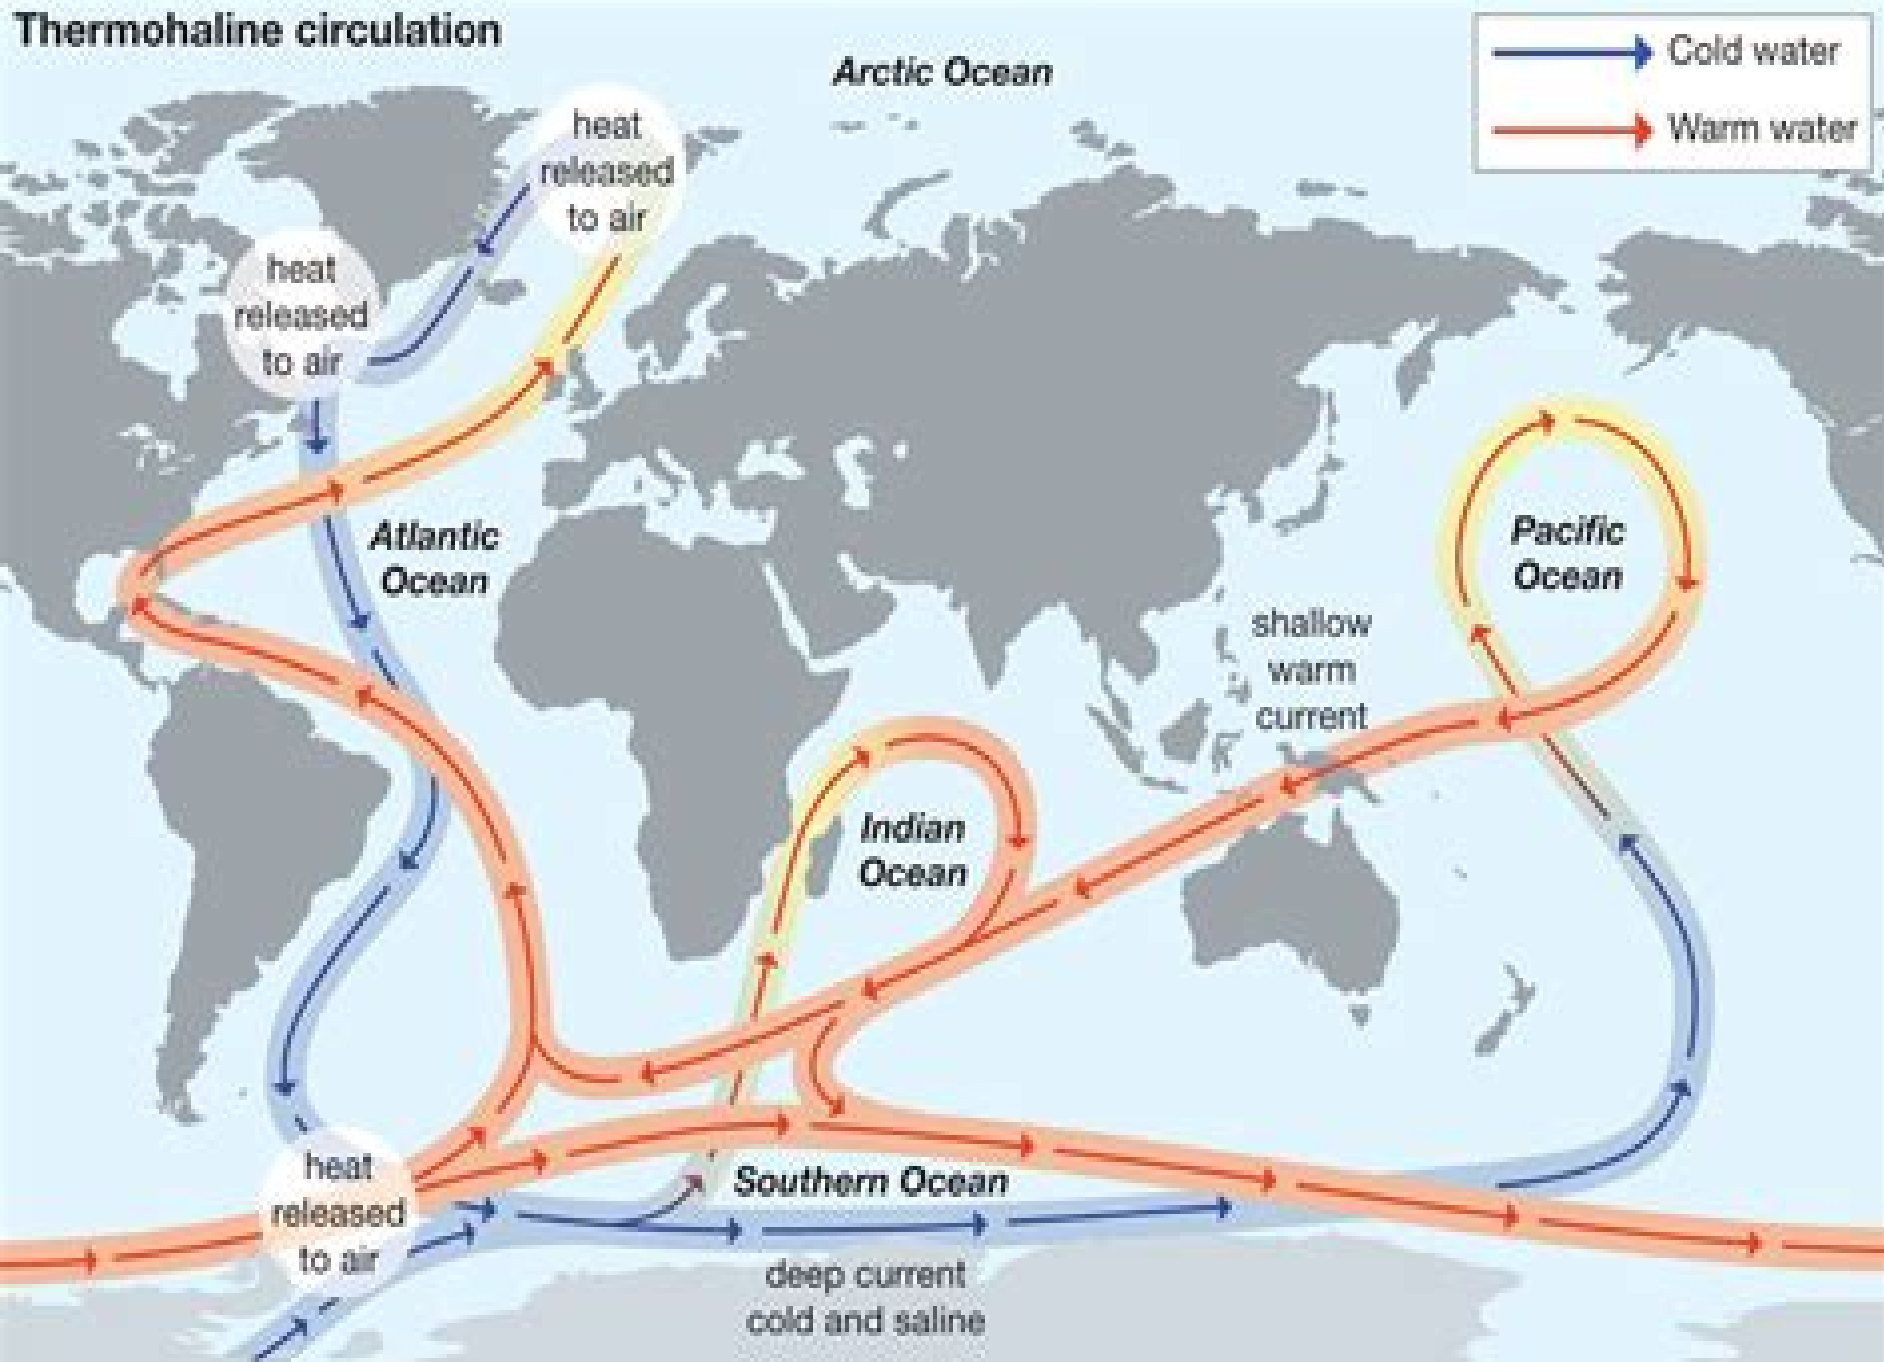 Thermohaline circulation
Arctic Ocean
Cold water
Warm water
heat
released
to air
heat
released
to air
Atlantic
Ocean
Pacific
Ocean
shallow
warm
current
Indian
Ocean
heat
released
to air
Southern Ocean
deep current
cold and saline